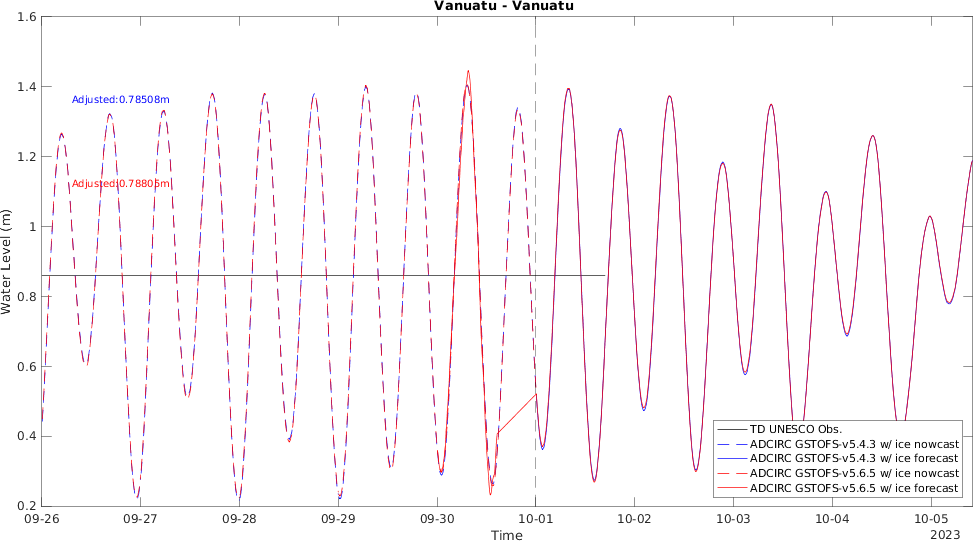 Vanuatu - Vanuatu
1.6
1.4
1.2
1
0.8
0.6
0.4
0.2
Water Level (m)
Adjusted:0.78508m
Adjusted:0.78806m
TD UNESCO Obs.
ADCIRC GSTOFS-v5.4.3 w/ ice nowcast
ADCIRC GSTOFS-v5.4.3 w/ ice forecast
ADCIRC GSTOFS-v5.6.5 w/ ice nowcast
ADCIRC GSTOFS-v5.6.5 w/ ice forecast
09-26 09-27 09-28 09-29 09-30 10-01 10-02 10-03 10-04 10-05
Time
2023